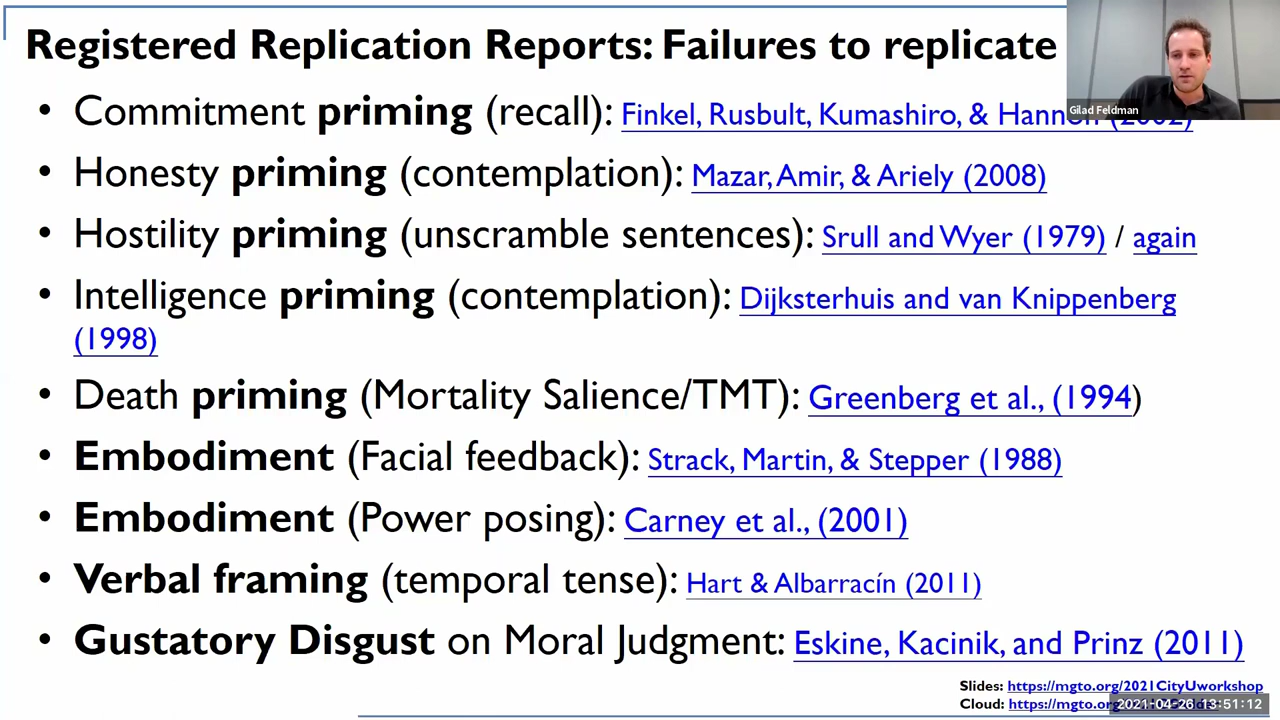 Registered Replication Reports: Failures to replicate
Gilad Feldman
• Commitment priming (recall): Finkel, Rusbult, Kumashiro, & Hannon (2002)
• Honesty priming (contemplation): Mazar, Amir, & Ariely (2008)
• Hostility priming (unscramble sentences): Srull and Wyer (1979) / again
• Intelligence priming (contemplation): Dijksterhuis and van Knippenberg
(1998)
• Death priming (Mortality Salience/TMT): Greenberg et al., (1994)
• Embodiment (Facial feedback): Strack, Martin, & Stepper (1988)
• Embodiment (Power posing): Carney et al., (2001)
• Verbal framing (temporal tense): Hart & Albarracín (2011)
• Gustatory Disgust on Moral Judgment: Eskine, Kacinik, and Prinz (2011)
Slides: https://mgto.org/2021CityUworkshop
Cloud: https://mgto.org/
2021-04-26 13:51:12